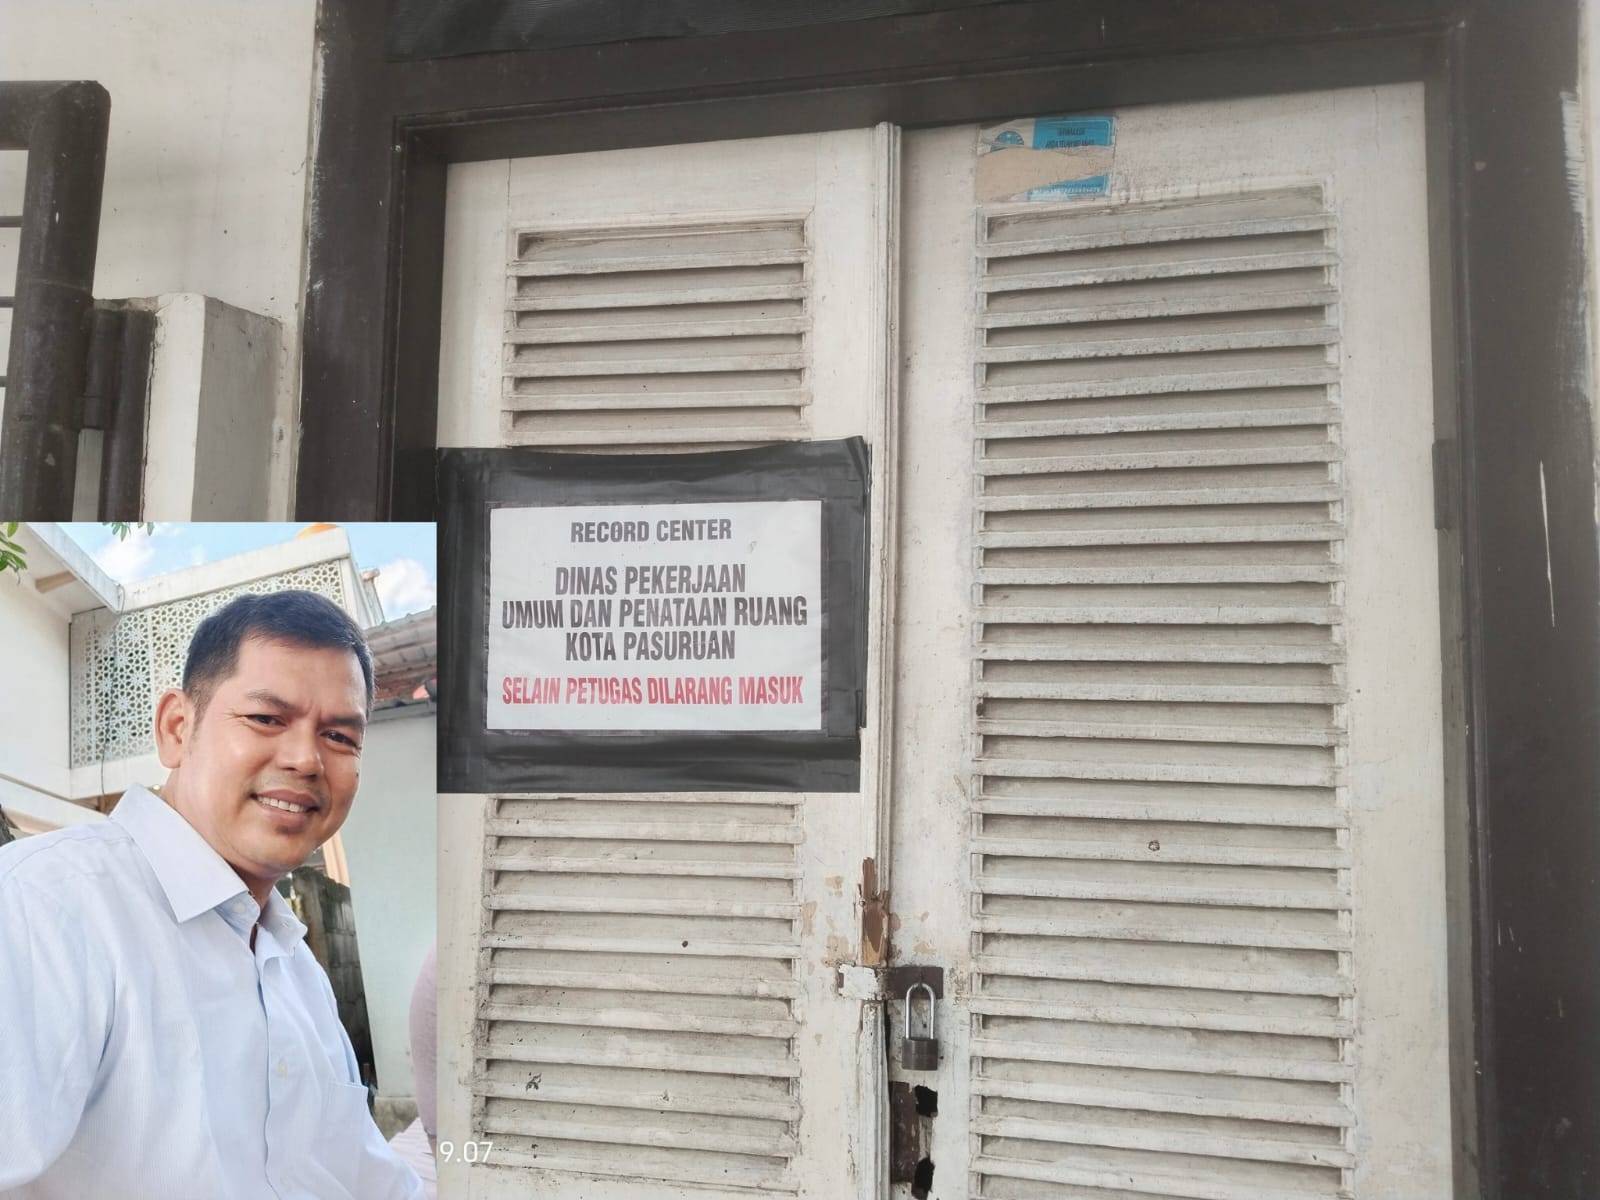 RECORD CENTER
DINAS PEKERJAAN
UMUM DAN PENATAAN RUANG
KOTA PASURUAN
SELAIN PETUGAS DILARANG MASUK
9.07